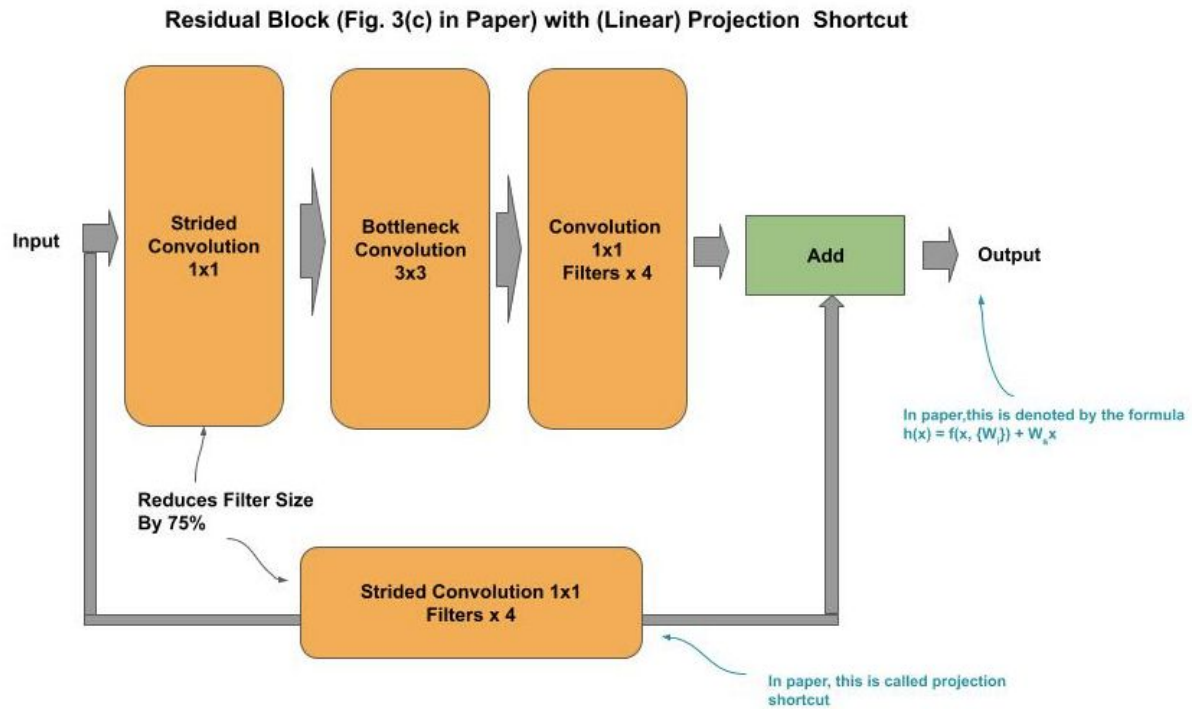 Residual Block (Fig. 3(c) in Paper) with (Linear) Projection Shortcut
Input
Strided
Convolution
1x1
Bottleneck
Convolution
3x3
Convolution
1x1
Filters x 4
Add
Output
In paper,this is denoted by the formula
h(x) = f(x, {Wᵢ}) + Wₛx
Reduces Filter Size
By 75%
Strided Convolution 1x1
Filters x 4
In paper, this is called projection
shortcut